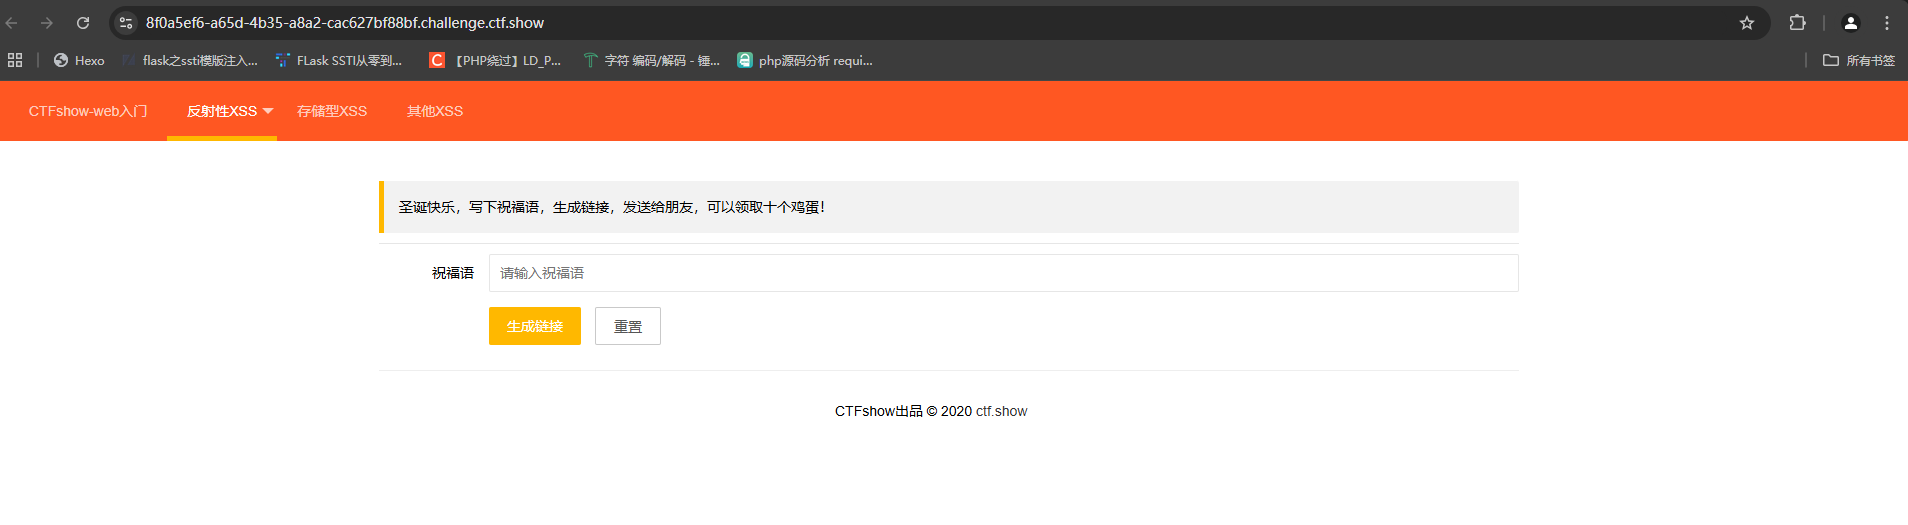 8f0a5ef6-a65d-4b35-a8a2-cac627bf88bf.challenge.ctf.show
Hexo flask之ssti模版注入... FLask SSTI从零到... 【PHP绕过】LD_P... 字符 编码/解码 - 锤... php源码分析 requi... 所有书签
CTFshow-web入门 反射性XSS 存储型XSS 其他XSS
圣诞快乐，写下祝福语，生成链接，发送给朋友，可以领取十个鸡蛋！
祝福语 请输入祝福语
生成链接 重置
CTFshow出品 © 2020 ctf.show